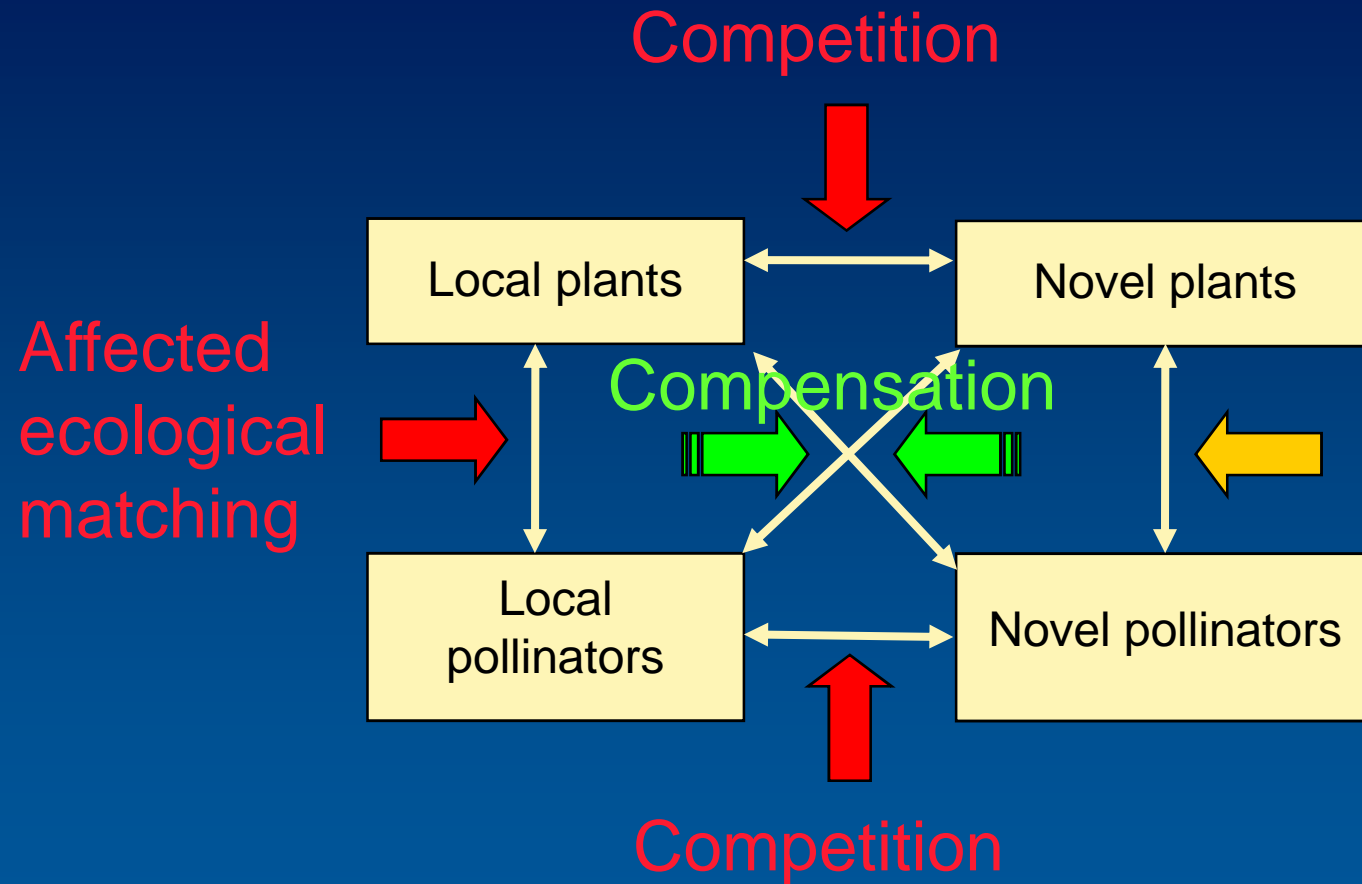 Competition
Local plants
Novel plants
Affected
ecological
matching
Compensation
Local
pollinators
Novel pollinators
Competition